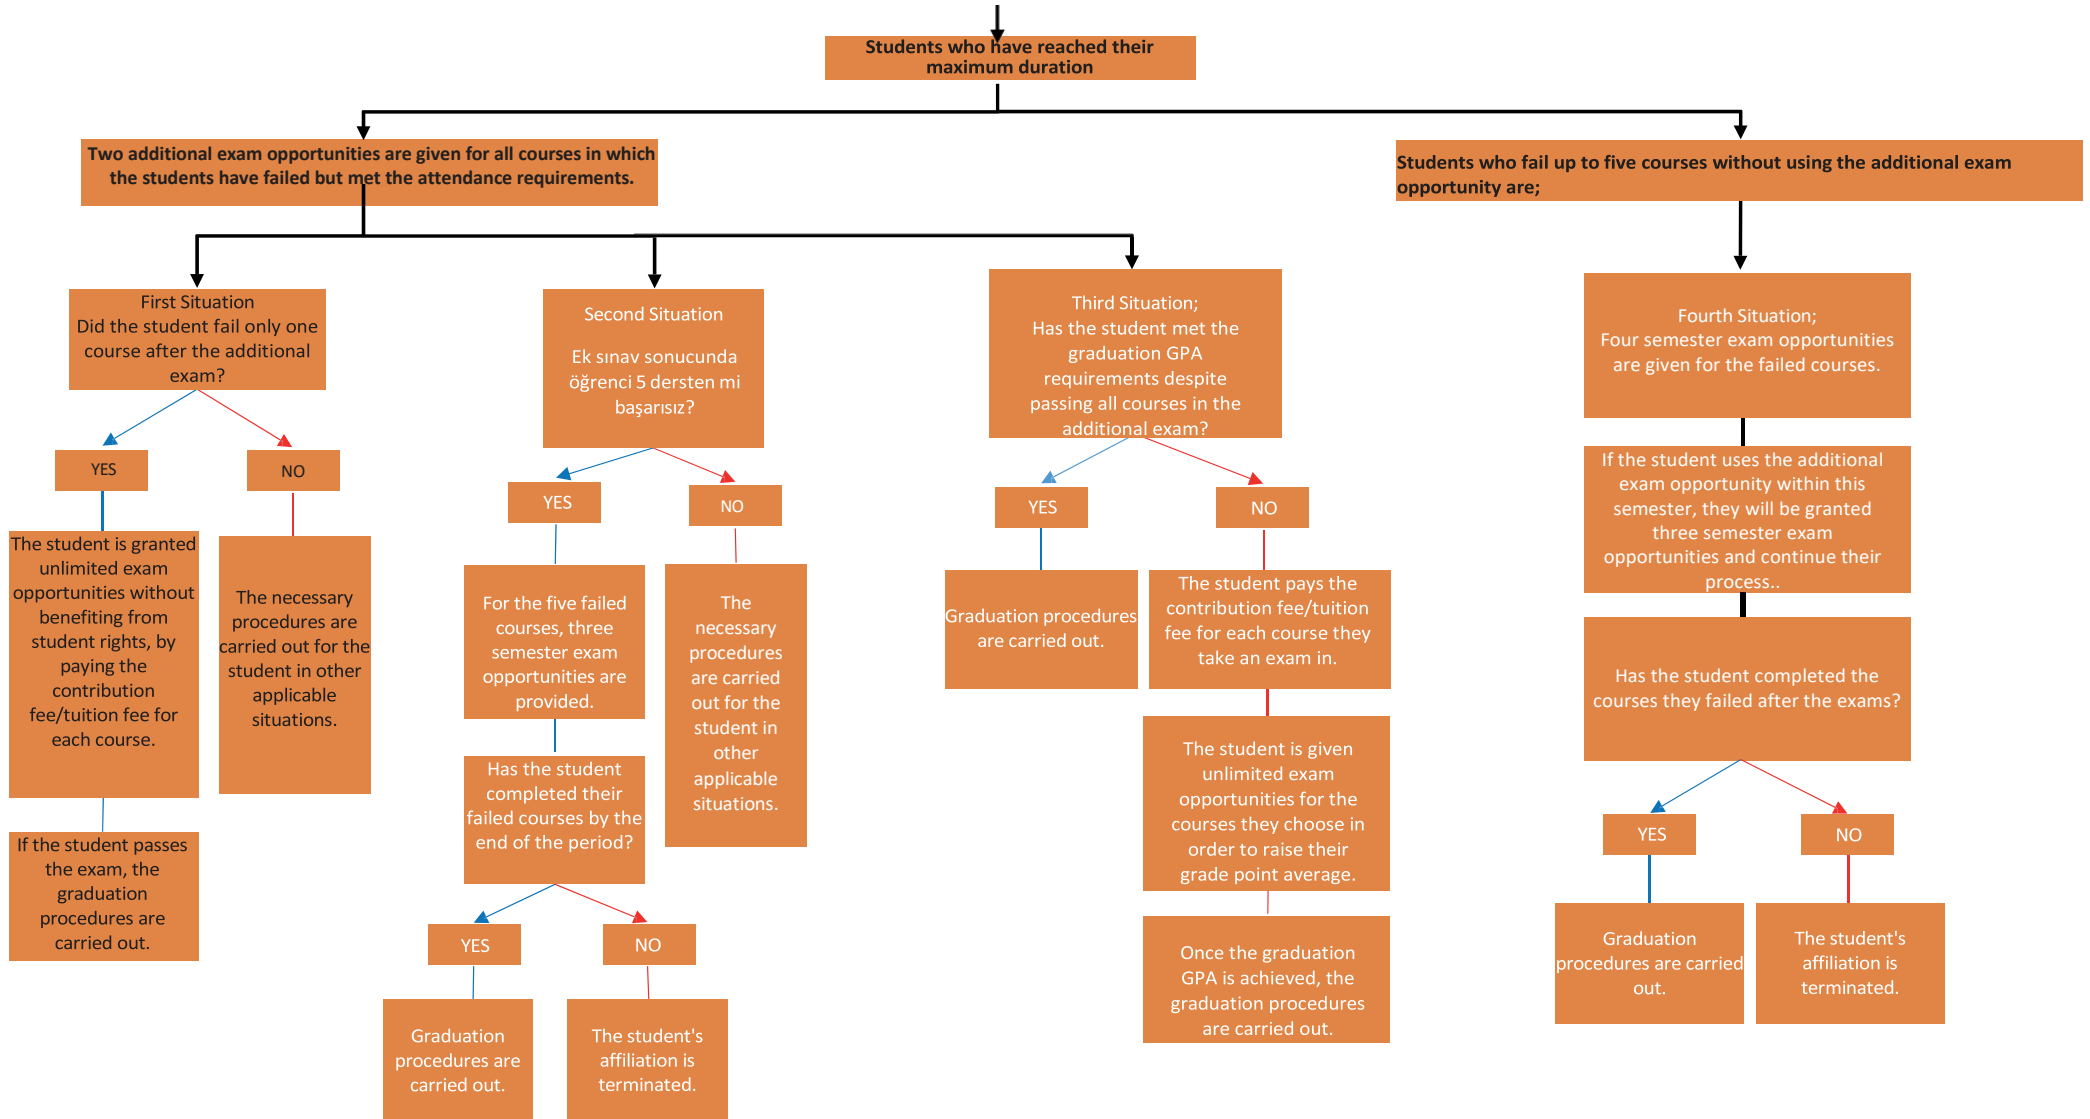 Students who have reached their
maximum duration
Two additional exam opportunities are given for all courses in which
the students have failed but met the attendance requirements.
Students who fail up to five courses without using the additional exam
opportunity are;
First Situation
Did the student fail only one
course after the additional
exam?
YES
NO
The student is granted
unlimited exam
opportunities without
benefiting from
student rights, by
paying the
contribution
fee/tuition fee for
each course.
The necessary
procedures are
carried out for the
student in other
applicable
situations.
If the student passes
the exam, the
graduation
procedures are
carried out.
Second Situation
Ek sınav sonucunda
öğrenci 5 dersten mi
başarısız?
YES
NO
For the five failed
courses, three
semester exam
opportunities are
provided.
The
necessary
procedures
are carried
out for the
student in
other
applicable
situations.
Has the student
completed their
failed courses by the
end of the period?
YES
NO
Graduation
procedures are
carried out.
The student's
affiliation is
terminated.
Third Situation;
Has the student met the
graduation GPA
requirements despite
passing all courses in the
additional exam?
YES
NO
Graduation procedures
are carried out.
The student pays the
contribution fee/tuition
fee for each course they
take an exam in.
The student is given
unlimited exam
opportunities for the
courses they choose in
order to raise their
grade point average.
Once the graduation
GPA is achieved, the
graduation procedures
are carried out.
Fourth Situation;
Four semester exam opportunities
are given for the failed courses.
If the student uses the additional
exam opportunity within this
semester, they will be granted
three semester exam
opportunities and continue their
process..
Has the student completed the
courses they failed after the exams?
YES
NO
Graduation
procedures are carried
out.
The student's
affiliation is
terminated.